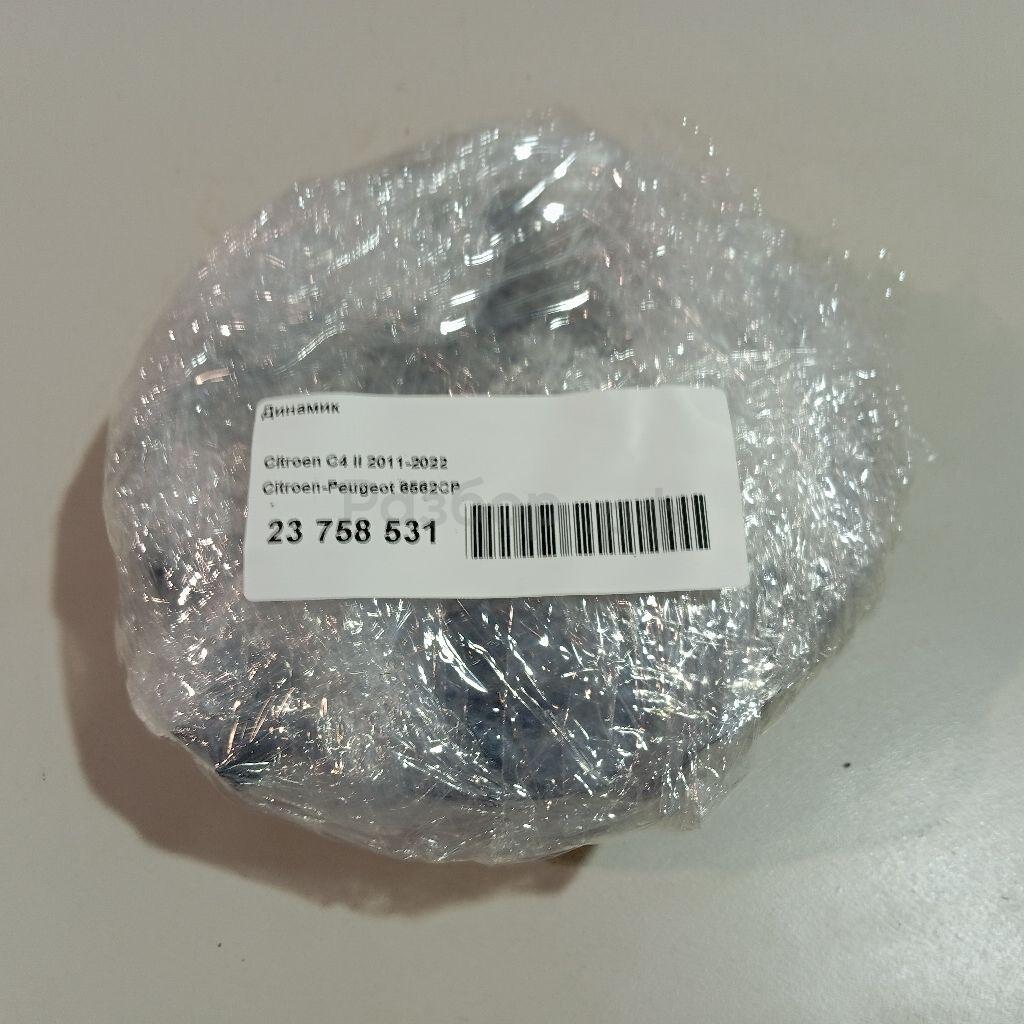 Динамик
Citroen C4 II 2011-2022
Citroen-Peugeot 6562CP
23 758 531